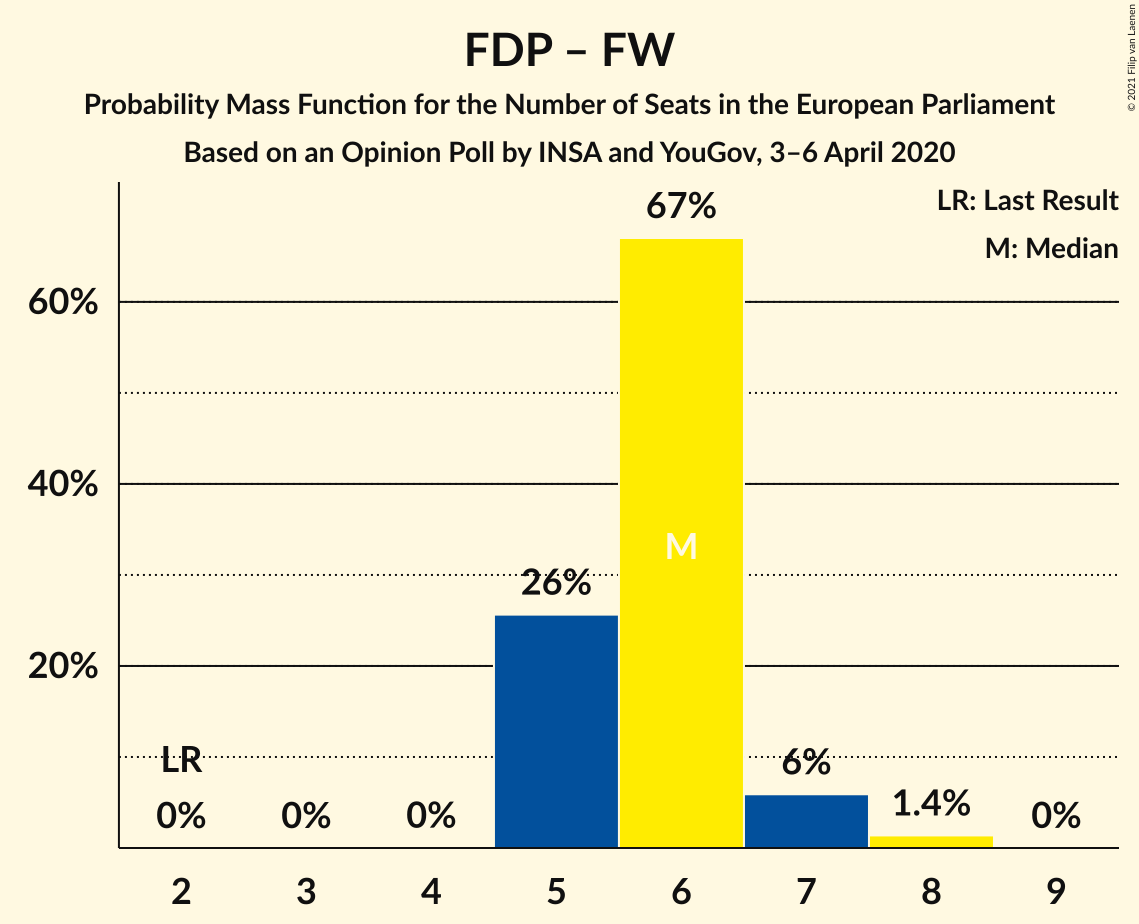 FDP – FW
Probability Mass Function for the Number of Seats in the European Parliament
Based on an Opinion Poll by INSA and YouGov, 3–6 April 2020
© 2021 Filip van Laenen
LR: Last Result
M: Median
67%
60%
40%
M
26%
20%
LR
6%
1.4%
0%
0%
0%
0%
2
3
4
5
6
7
8
9